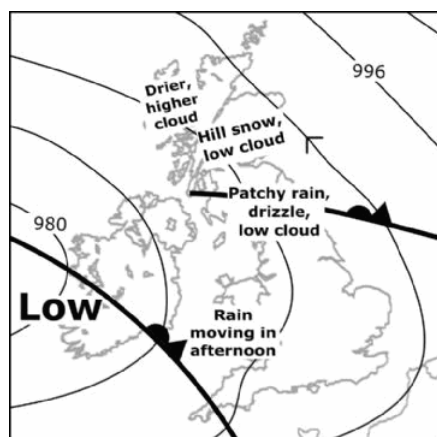 996
Drier,
higher
cloud
Hill snow,
low cloud
Patchy rain,
drizzle,
low cloud
980
Low
Rain
moving in
afternoon